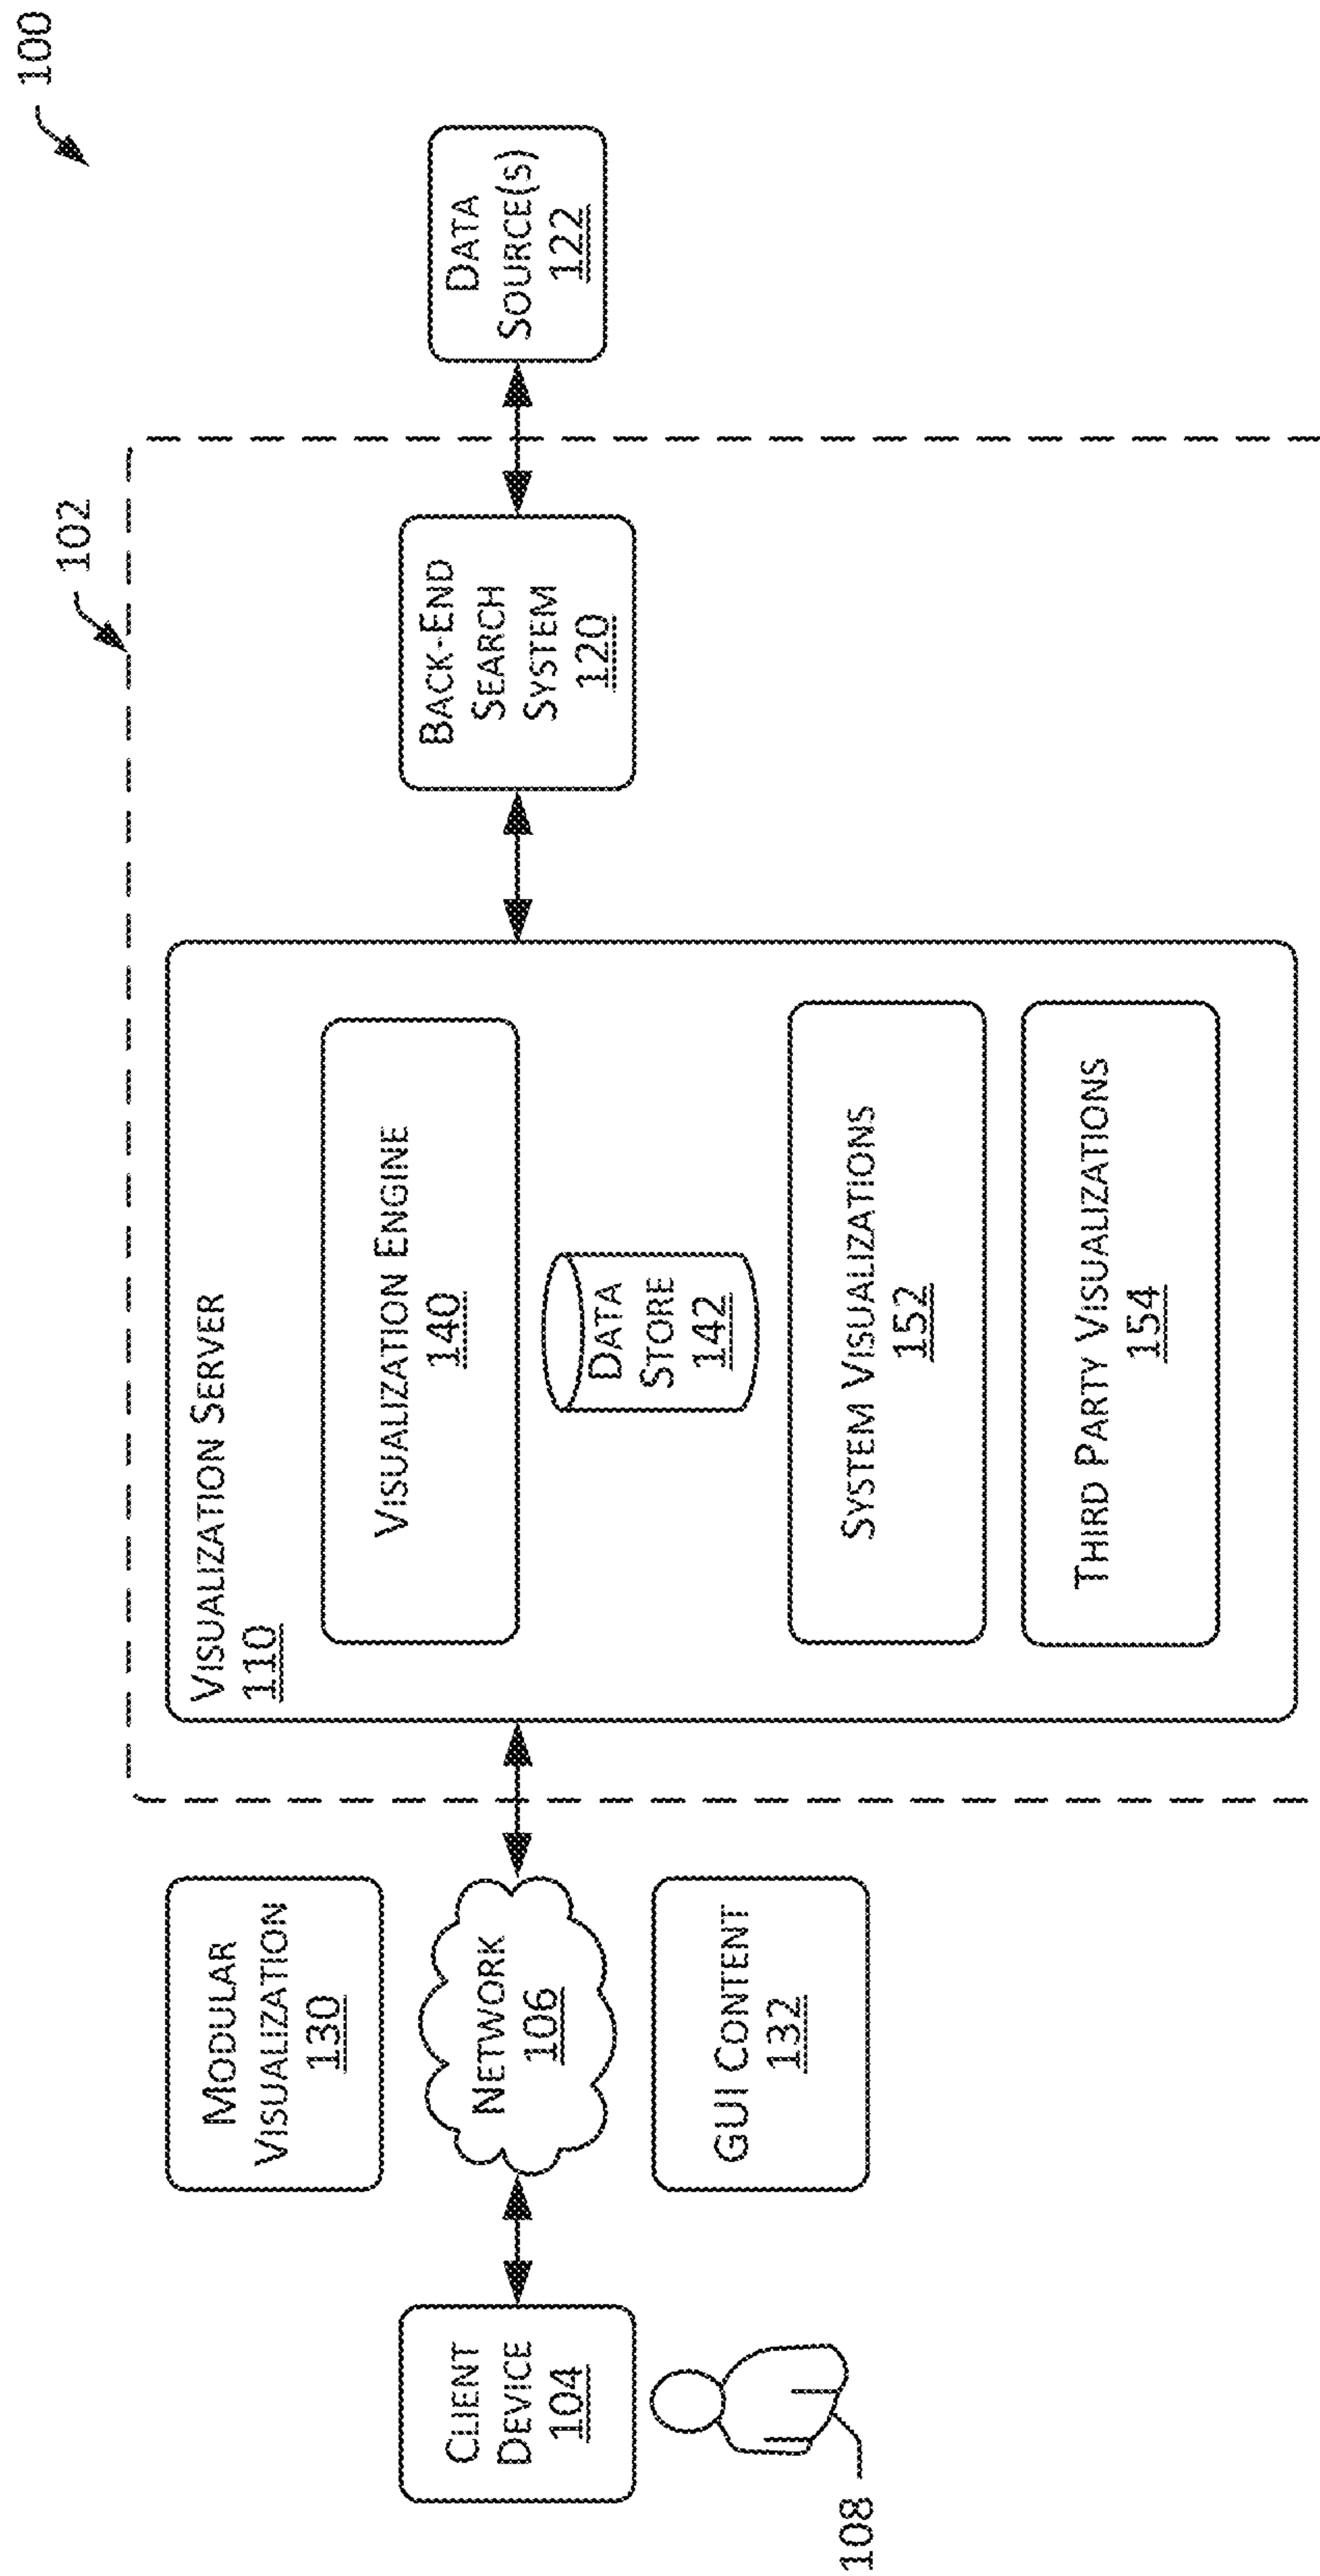 100
102
VISUALIZATION SERVER
110
MODULAR
VISUALIZATION
130
VISUALIZATION ENGINE
140
CLIENT
DEVICE
104
NETWORK
106
DATA
STORE
142
BACK-END
SEARCH
SYSTEM
120
DATA
SOURCE(S)
122
GUI CONTENT
132
SYSTEM VISUALIZATIONS
152
108
THIRD PARTY VISUALIZATIONS
154